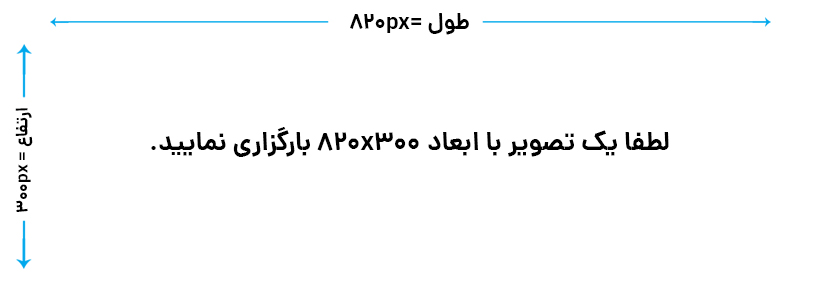 طول =۸۲۰px
ارتفاع = ۳۰۰px
لطفا یک تصویر با ابعاد ۸۲۰x۳۰۰ بارگزاری نمایید.